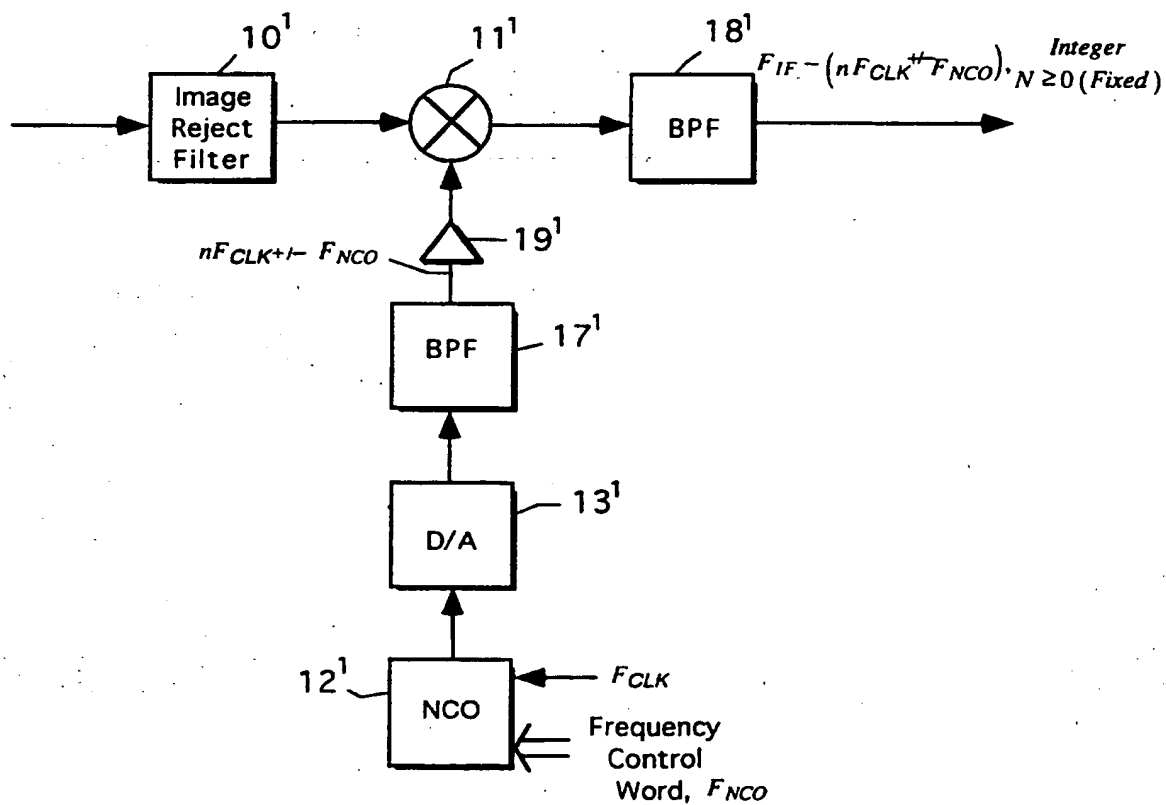 10¹
11¹
18¹
Image
Reject
Filter
BPF
F_IF. - (nF_CLK +/- F_NCO), Integer
N ≥ 0 (Fixed)
19¹
nF_CLK +/- F_NCO
BPF
17¹
D/A
13¹
12¹
NCO
F_CLK
Frequency
Control
Word, F_NCO